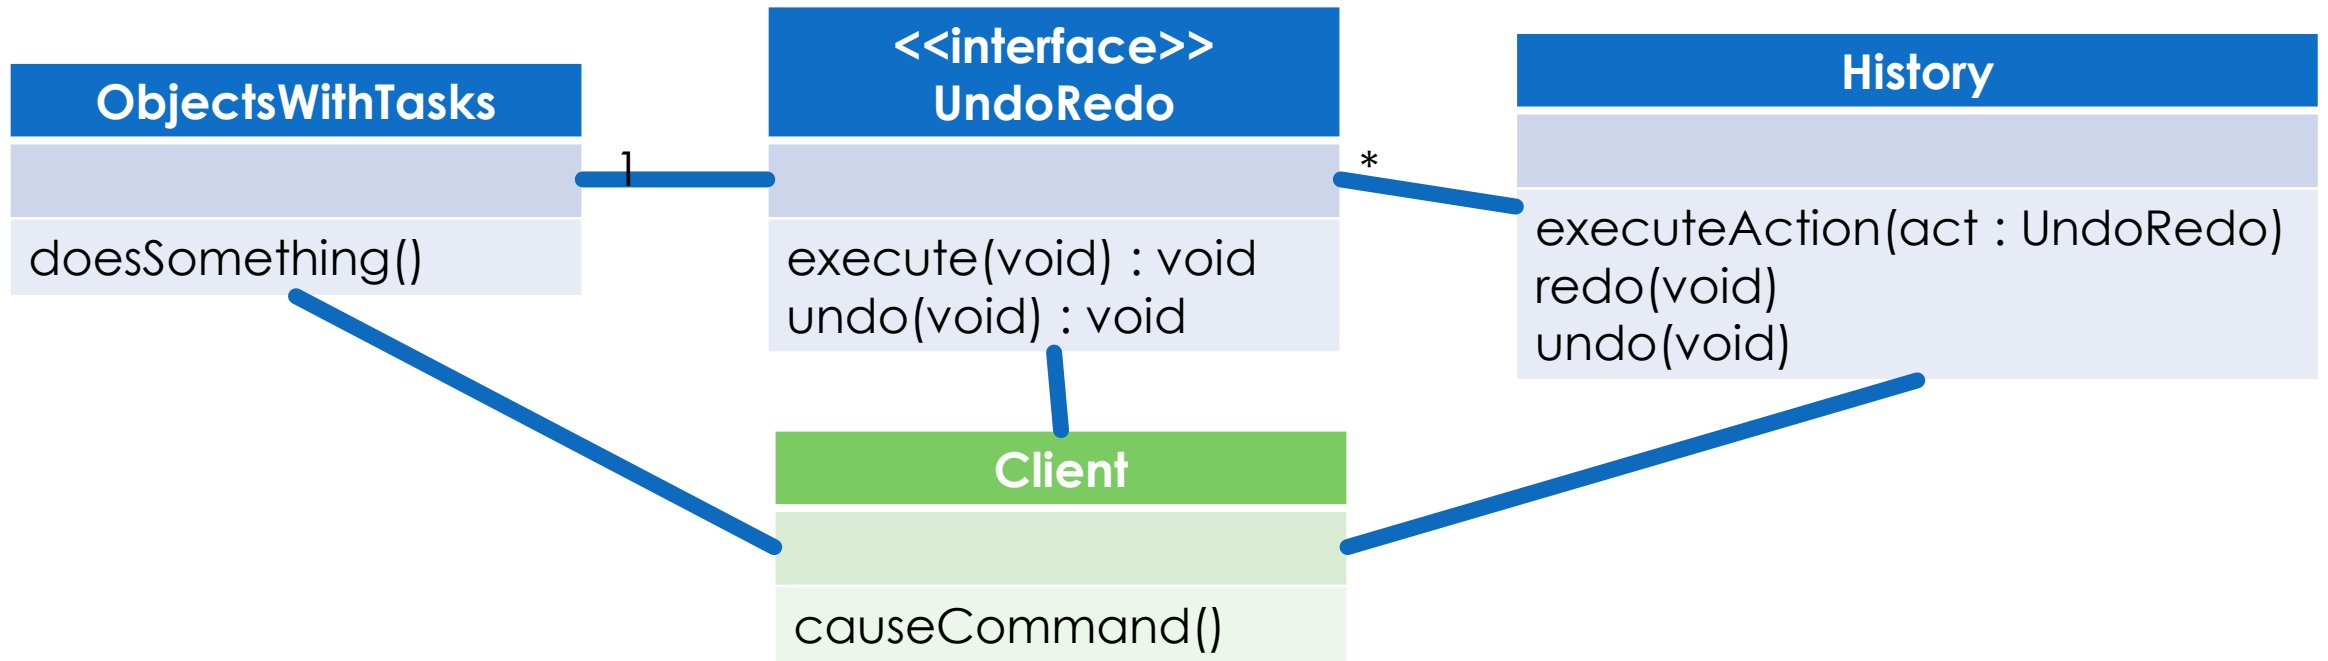 ObjectsWithTasks
doesSomething()
1
<<interface>>
UndoRedo
execute(void) : void
undo(void) : void
*
History
executeAction(act : UndoRedo)
redo(void)
undo(void)
Client
causeCommand()